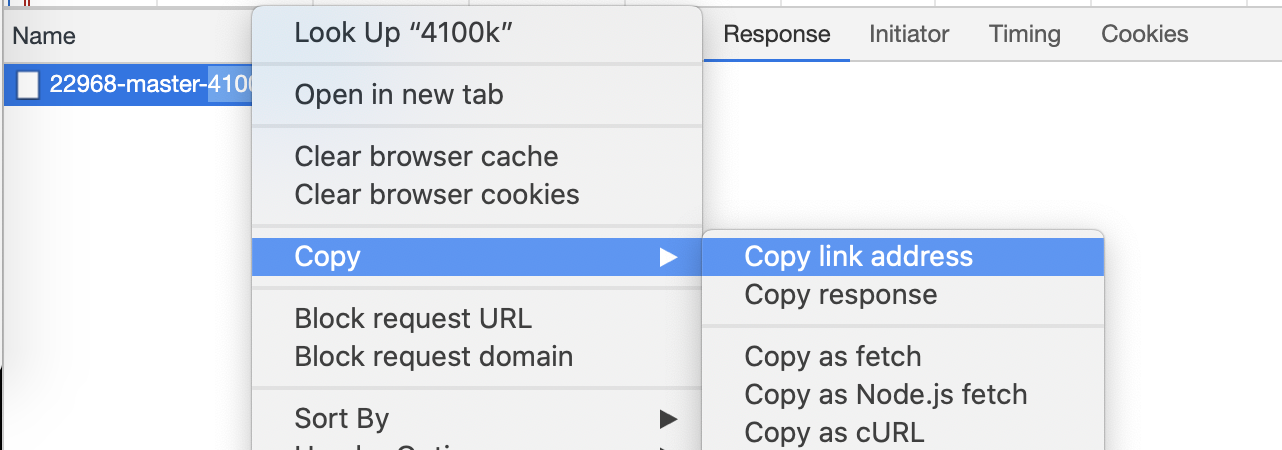 Name
22968-master-410
Look Up “4100k”
Open in new tab
Clear browser cache
Clear browser cookies
Copy
Block request URL
Block request domain
Sort By
Response
Initiator
Timing
Cookies
Copy link address
Copy response
Copy as fetch
Copy as Node.js fetch
Copy as cURL